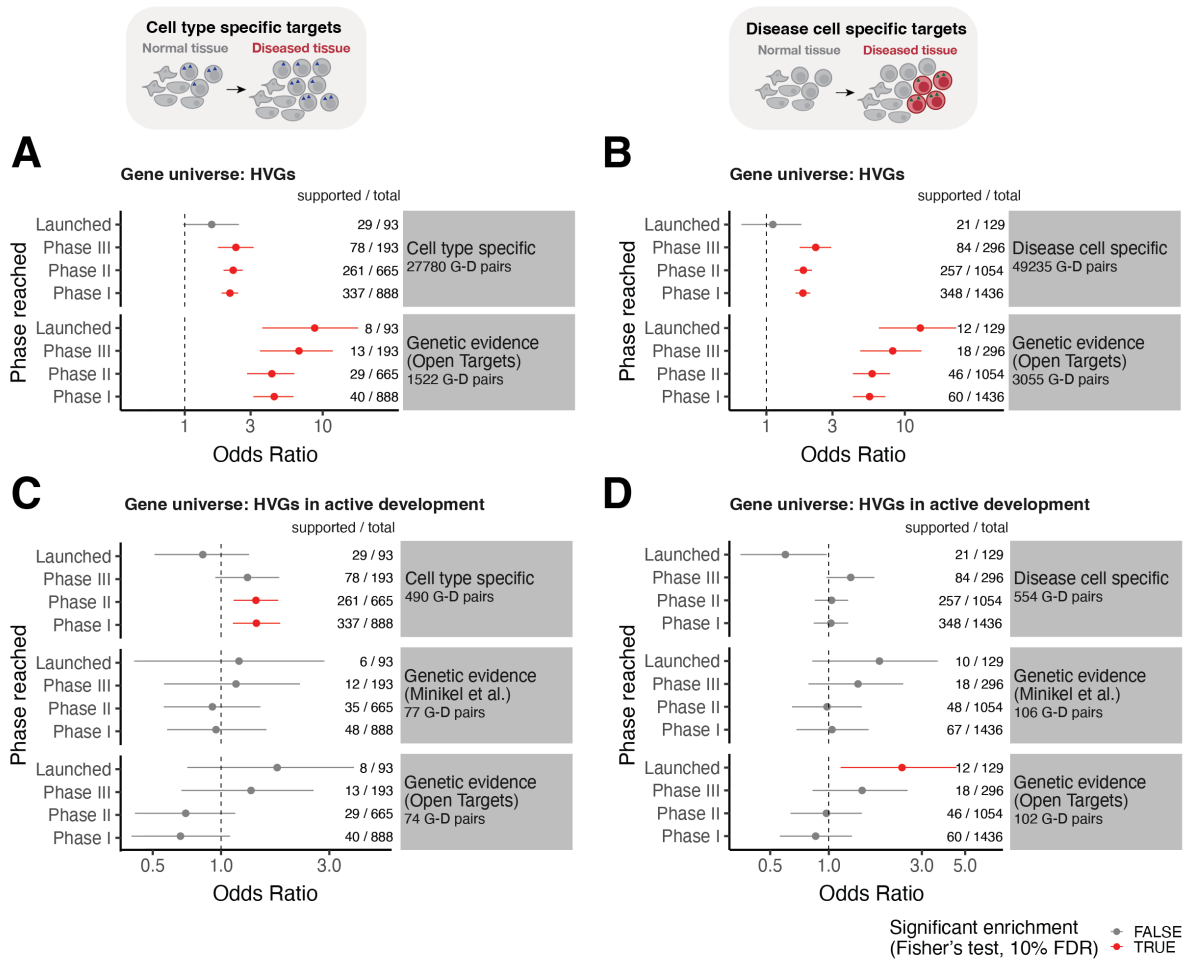 Cell type specific targets
Normal tissue Diseased tissue
Disease cell specific targets
Normal tissue Diseased tissue
A
Gene universe: HVGs
supported / total
Phase reached
Launched 29 / 93
Phase III 78 / 193
Phase II 261 / 665
Phase I 337 / 888
Cell type specific
27780 G-D pairs
Launched 8 / 93
Phase III 13 / 193
Phase II 29 / 665
Phase I 40 / 888
Genetic evidence
(Open Targets)
1522 G-D pairs
1 3 10
Odds Ratio
B
Gene universe: HVGs
supported / total
Phase reached
Launched 21 / 129
Phase III 84 / 296
Phase II 257 / 1054
Phase I 348 / 1436
Disease cell specific
49235 G-D pairs
Launched 12 / 129
Phase III 18 / 296
Phase II 46 / 1054
Phase I 60 / 1436
Genetic evidence
(Open Targets)
3055 G-D pairs
1 3 10
Odds Ratio
C
Gene universe: HVGs in active development
supported / total
Phase reached
Launched 29 / 93
Phase III 78 / 193
Phase II 261 / 665
Phase I 337 / 888
Cell type specific
490 G-D pairs
Launched 6 / 93
Phase III 12 / 193
Phase II 35 / 665
Phase I 48 / 888
Genetic evidence
(Minikel et al.)
77 G-D pairs
Launched 8 / 93
Phase III 13 / 193
Phase II 29 / 665
Phase I 40 / 888
Genetic evidence
(Open Targets)
74 G-D pairs
0.5 1.0 3.0
Odds Ratio
D
Gene universe: HVGs in active development
supported / total
Phase reached
Launched 21 / 129
Phase III 84 / 296
Phase II 257 / 1054
Phase I 348 / 1436
Disease cell specific
554 G-D pairs
Launched 10 / 129
Phase III 18 / 296
Phase II 48 / 1054
Phase I 67 / 1436
Genetic evidence
(Minikel et al.)
106 G-D pairs
Launched 12 / 129
Phase III 18 / 296
Phase II 46 / 1054
Phase I 60 / 1436
Genetic evidence
(Open Targets)
102 G-D pairs
0.5 1.0 3.0 5.0
Odds Ratio
Significant enrichment
(Fisher's test, 10% FDR)
FALSE
TRUE